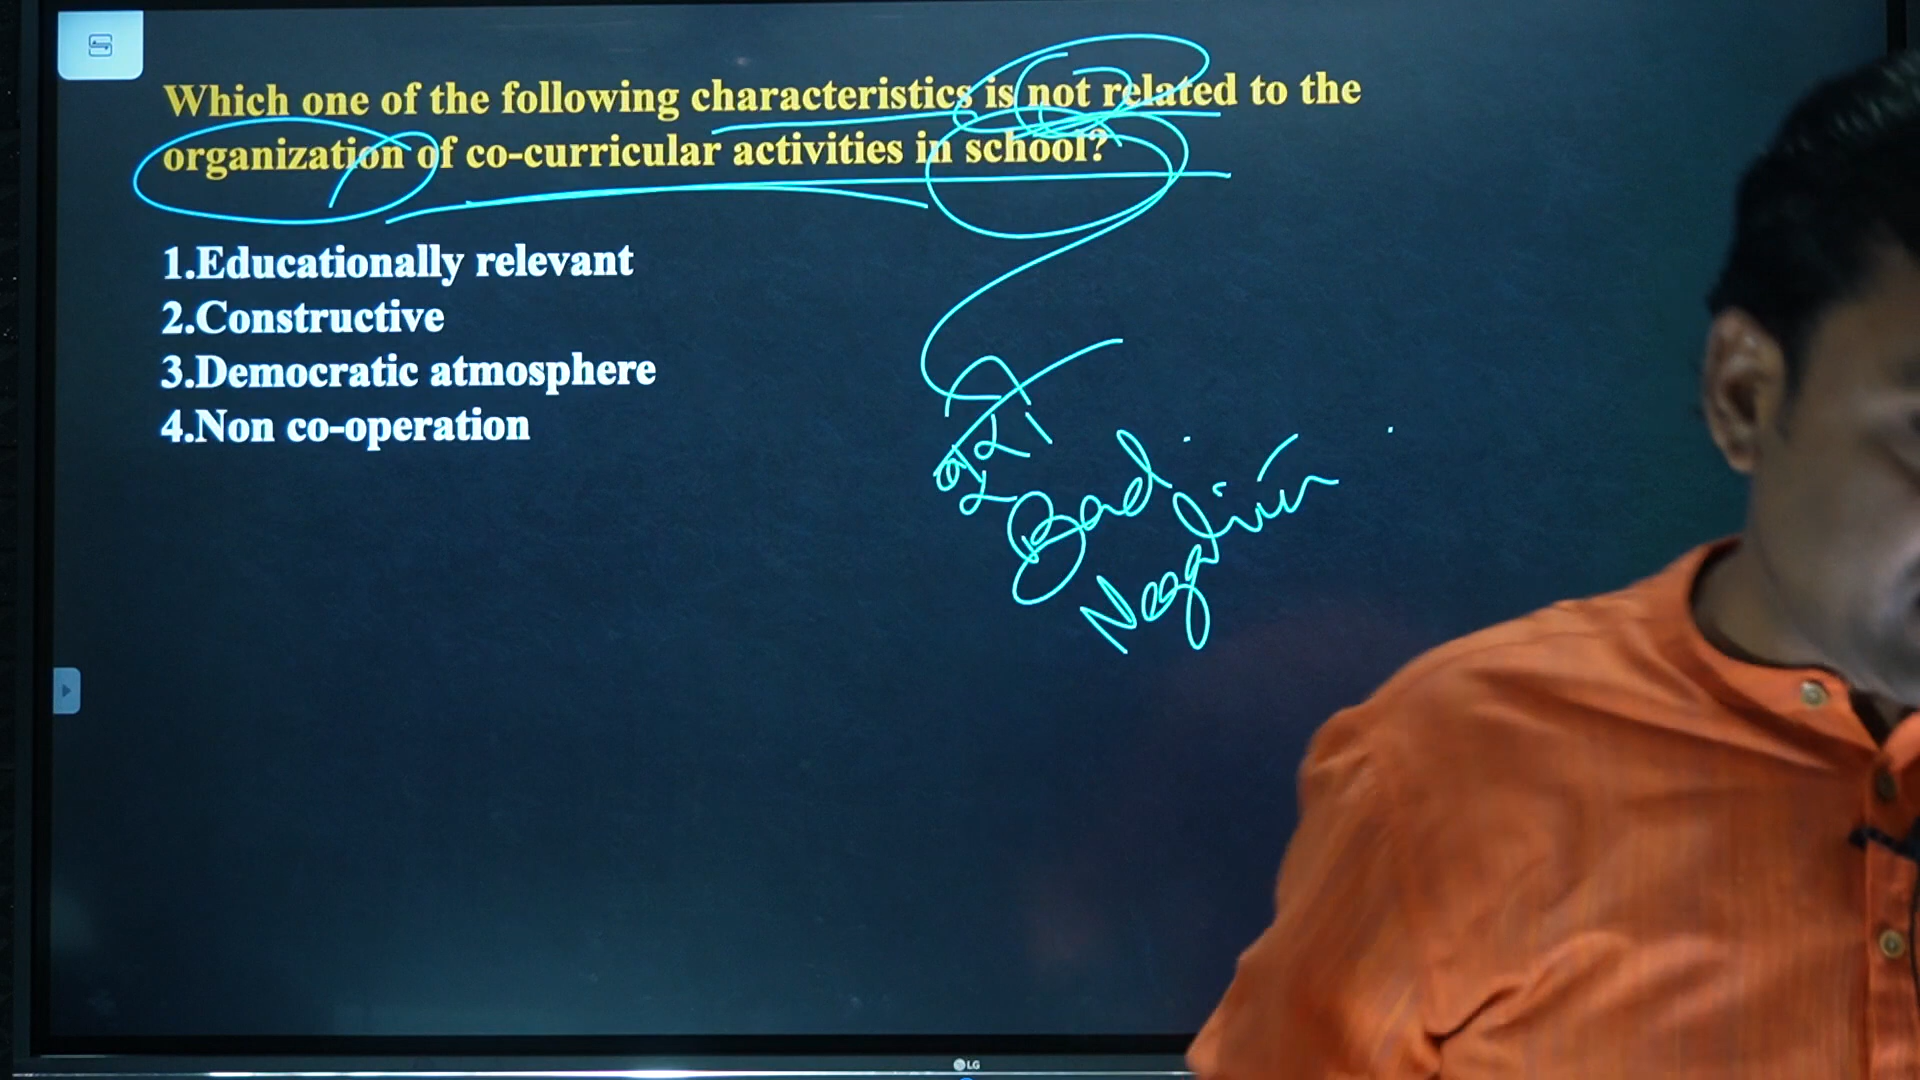 Which one of the following characteristics is not related to the
organization of co-curricular activities in school?
1.Educationally relevant
2.Constructive
3.Democratic atmosphere
4.Non co-operation
Bad
LG